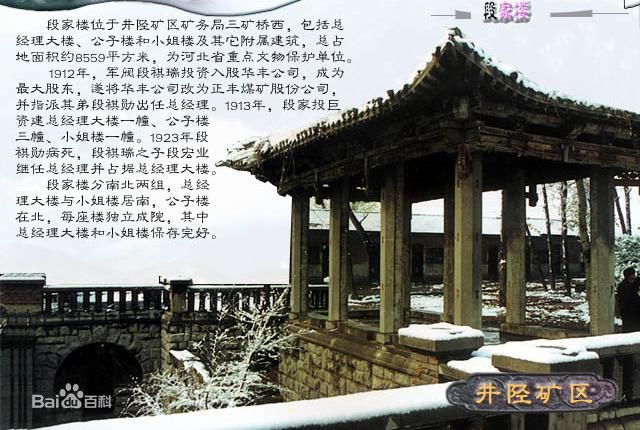 段家楼
段家楼位于井陉矿区矿务局三矿桥西，包括总
经理大楼、公子楼和小姐楼及其它附属建筑，总占
地面积约8559平方米，为河北省重点文物保护单位。
1912年，军阀段祺瑞投资入股华丰公司，成为
最大股东，遂将华丰公司改为正丰煤矿股份公司，
并指派其弟段祺勋出任总经理。1913年，段家投巨
资建总经理大楼一幢、公子楼
三幢、小姐楼一幢。1923年段
祺勋病死，段祺瑞之子段宏业
继任总经理并占据总经理大楼。
段家楼分南北两组，总经
理大楼与小姐楼居南，公子楼
在北，每座楼独立成院，其中
总经理大楼和小姐楼保存完好。
Bai百科
井陉矿区